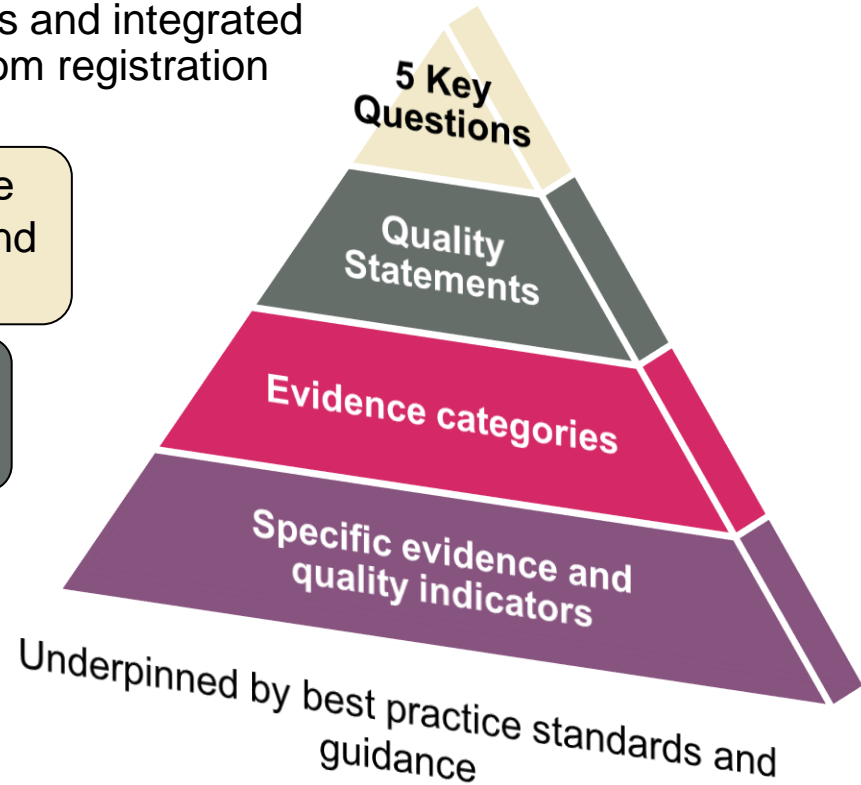 s and integrated
om registration
e
nd
5 Key
Questions
Quality
Statements
Evidence categories
Specific evidence and
quality indicators
Underpinned by best practice standards and
guidance